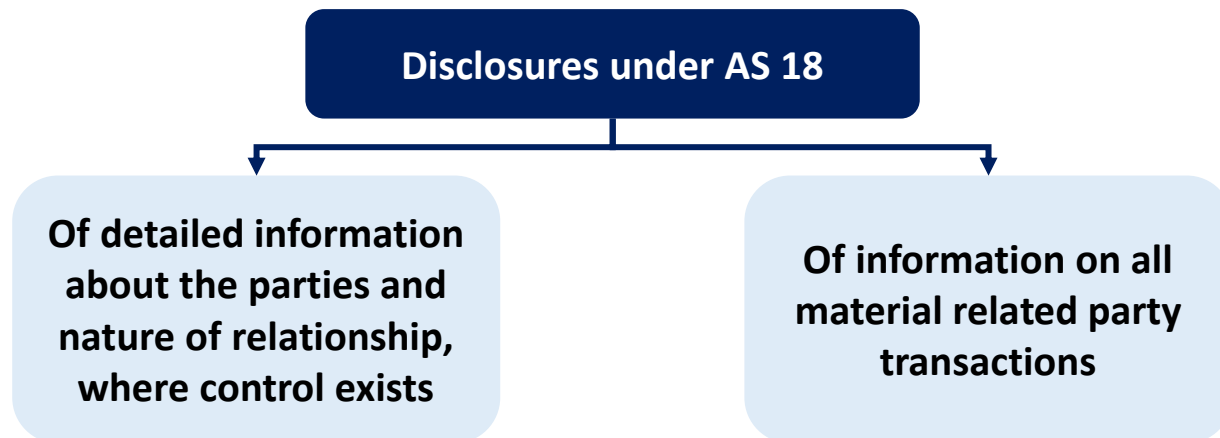 Disclosures under AS 18
Of detailed information
about the parties and
nature of relationship,
where control exists
Of information on all
material related party
transactions